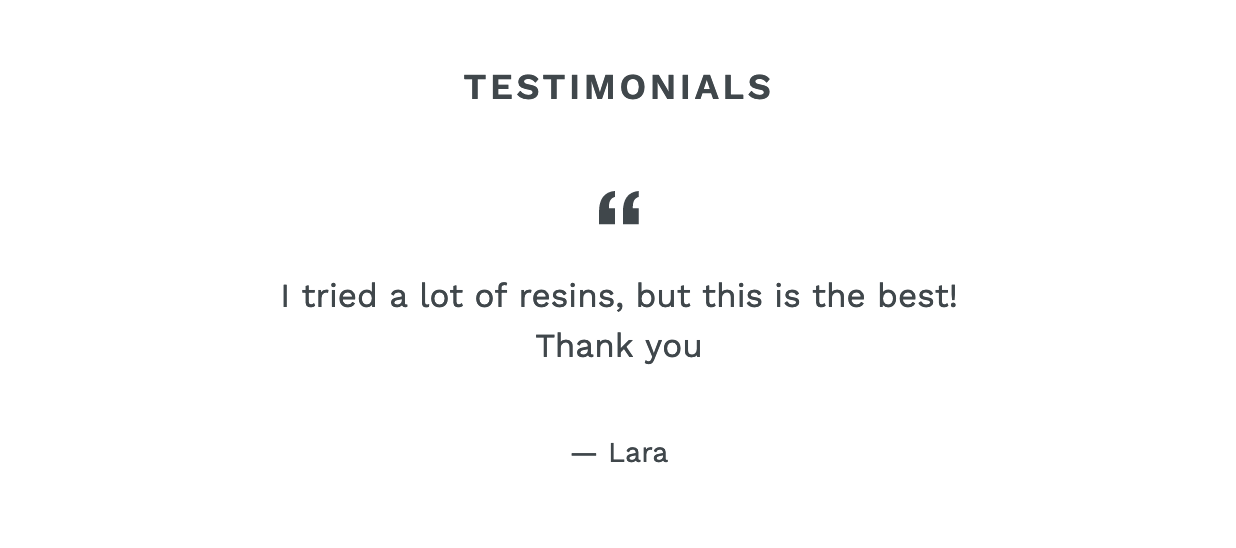 TESTIMONIALS
“
I tried a lot of resins, but this is the best!
Thank you
— Lara